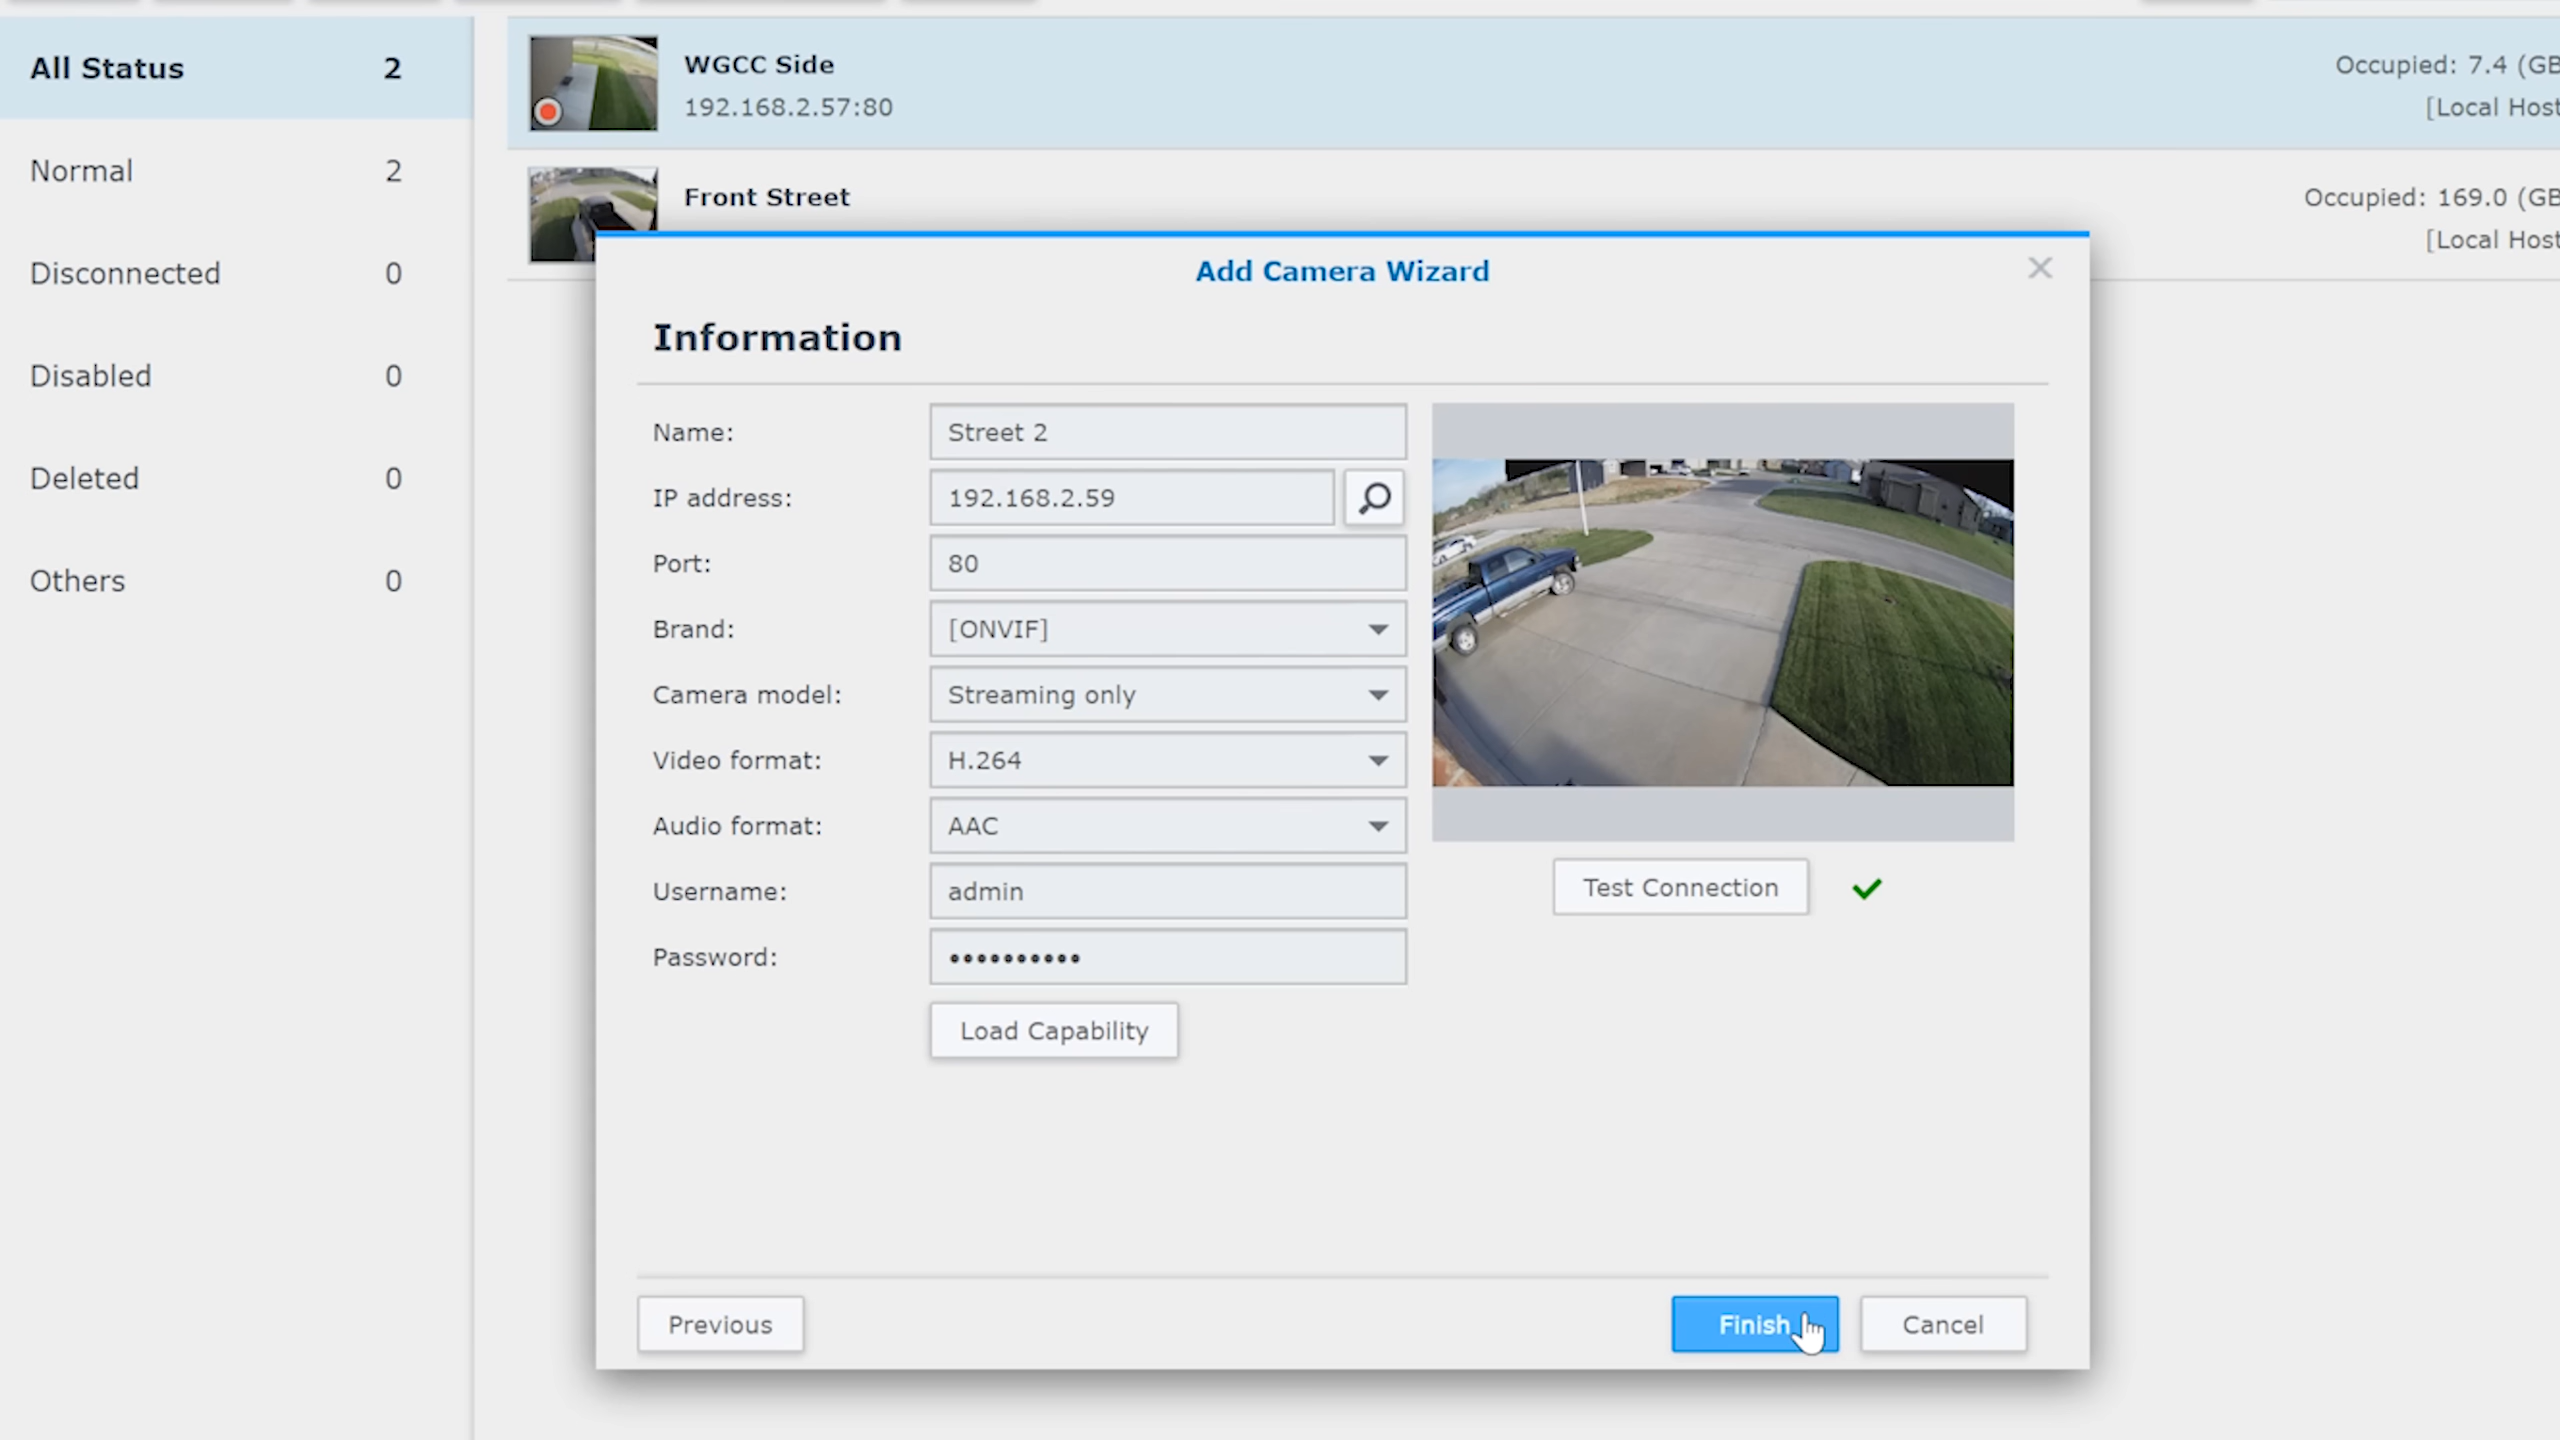 All Status 2
Normal 2
Disconnected 0
Disabled 0
Deleted 0
Others 0
WGCC Side
192.168.2.57:80
Occupied: 7.4 (GB
[Local Host
Front Street
Occupied: 169.0 (GB
[Local Host
Add Camera Wizard
Information
Name: Street 2
IP address: 192.168.2.59
Port: 80
Brand: [ONVIF]
Camera model: Streaming only
Video format: H.264
Audio format: AAC
Username: admin
Password: ••••••••••
Test Connection
Load Capability
Previous
Finish
Cancel